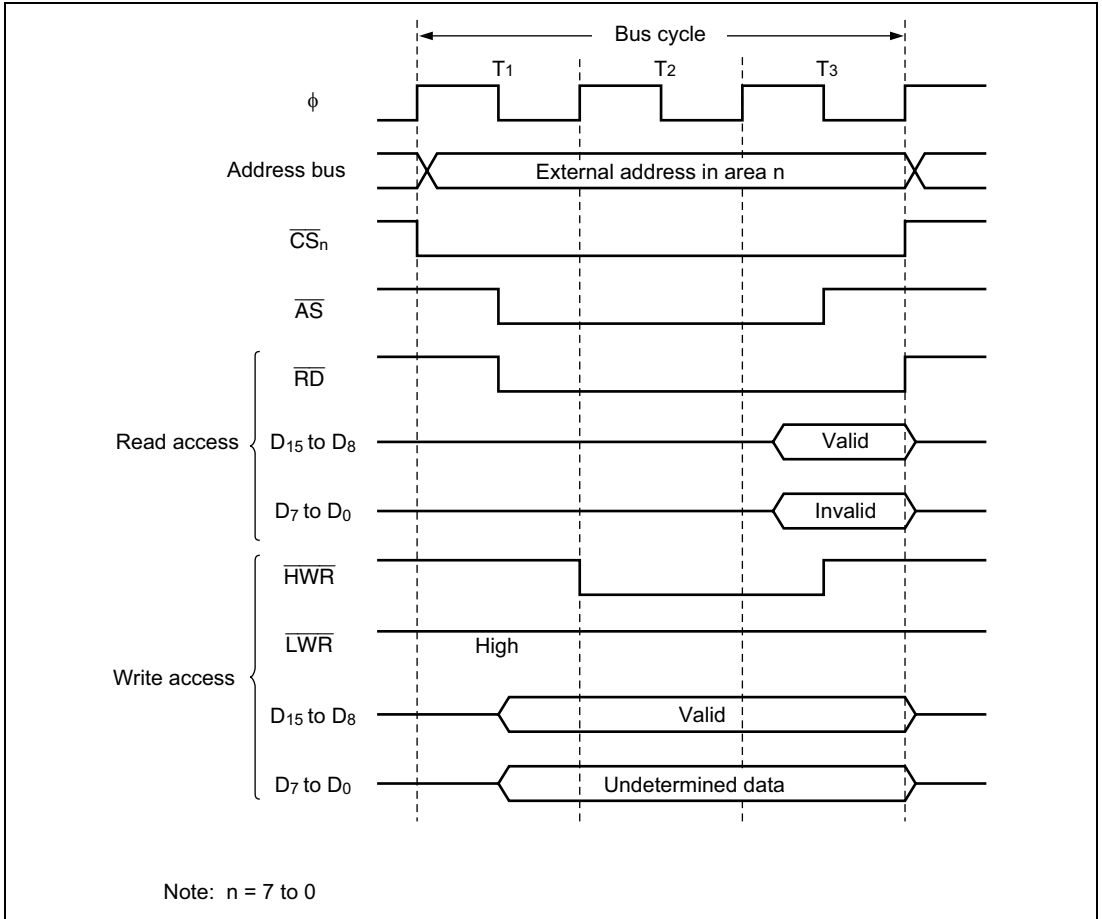 Bus cycle
T1 T2 T3
ϕ
Address bus External address in area n
CSn
AS
RD
Read access D15 to D8 Valid
D7 to D0 Invalid
HWR
LWR High
Write access
D15 to D8 Valid
D7 to D0 Undetermined data
Note: n = 7 to 0